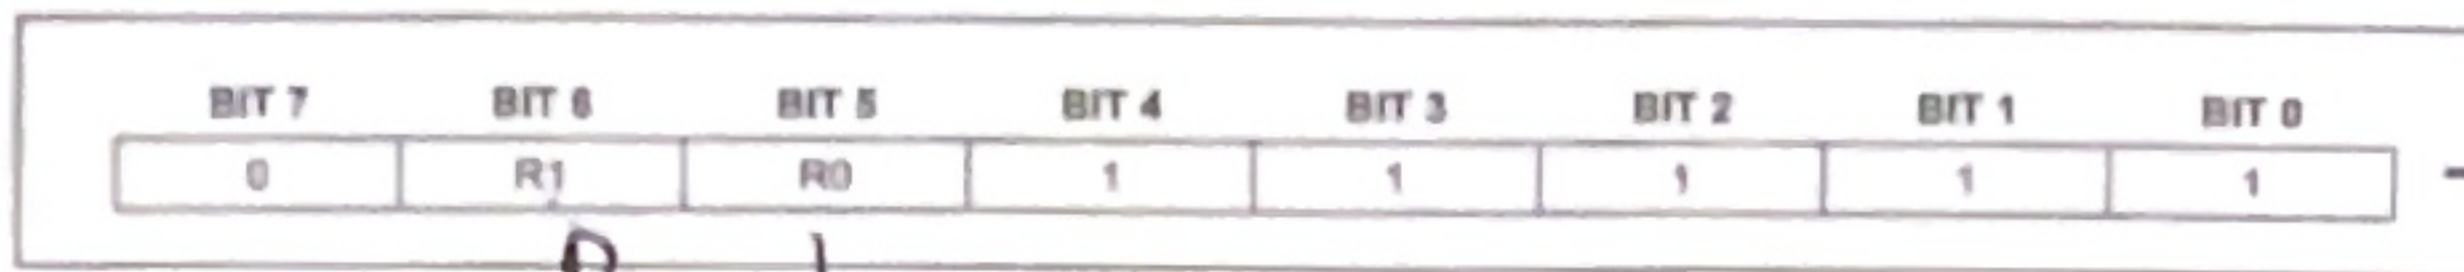 BIT 7 BIT 6 BIT 5 BIT 4 BIT 3 BIT 2 BIT 1 BIT 0
0 R1 R0 1 1 1 1 1